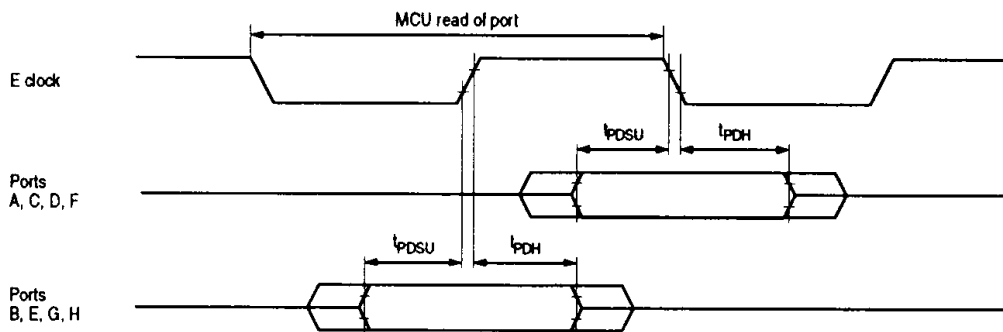 MCU read of port
E clock
tPDSU
tPDH
Ports
A, C, D, F
tPDSU
tPDH
Ports
B, E, G, H